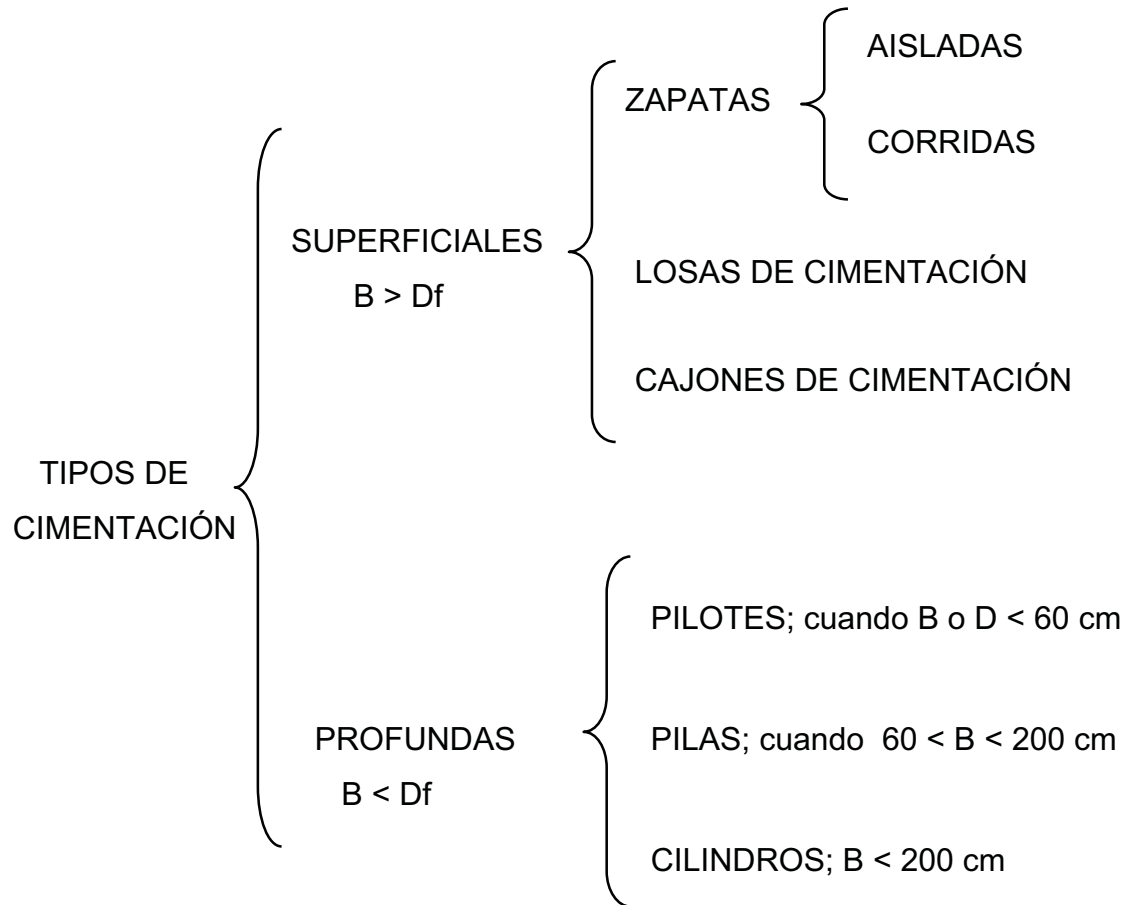 TIPOS DE
CIMENTACIÓN
SUPERFICIALES
B > Df
ZAPATAS
AISLADAS
CORRIDAS
LOSAS DE CIMENTACIÓN
CAJONES DE CIMENTACIÓN
PROFUNDAS
B < Df
PILOTES; cuando B o D < 60 cm
PILAS; cuando 60 < B < 200 cm
CILINDROS; B < 200 cm